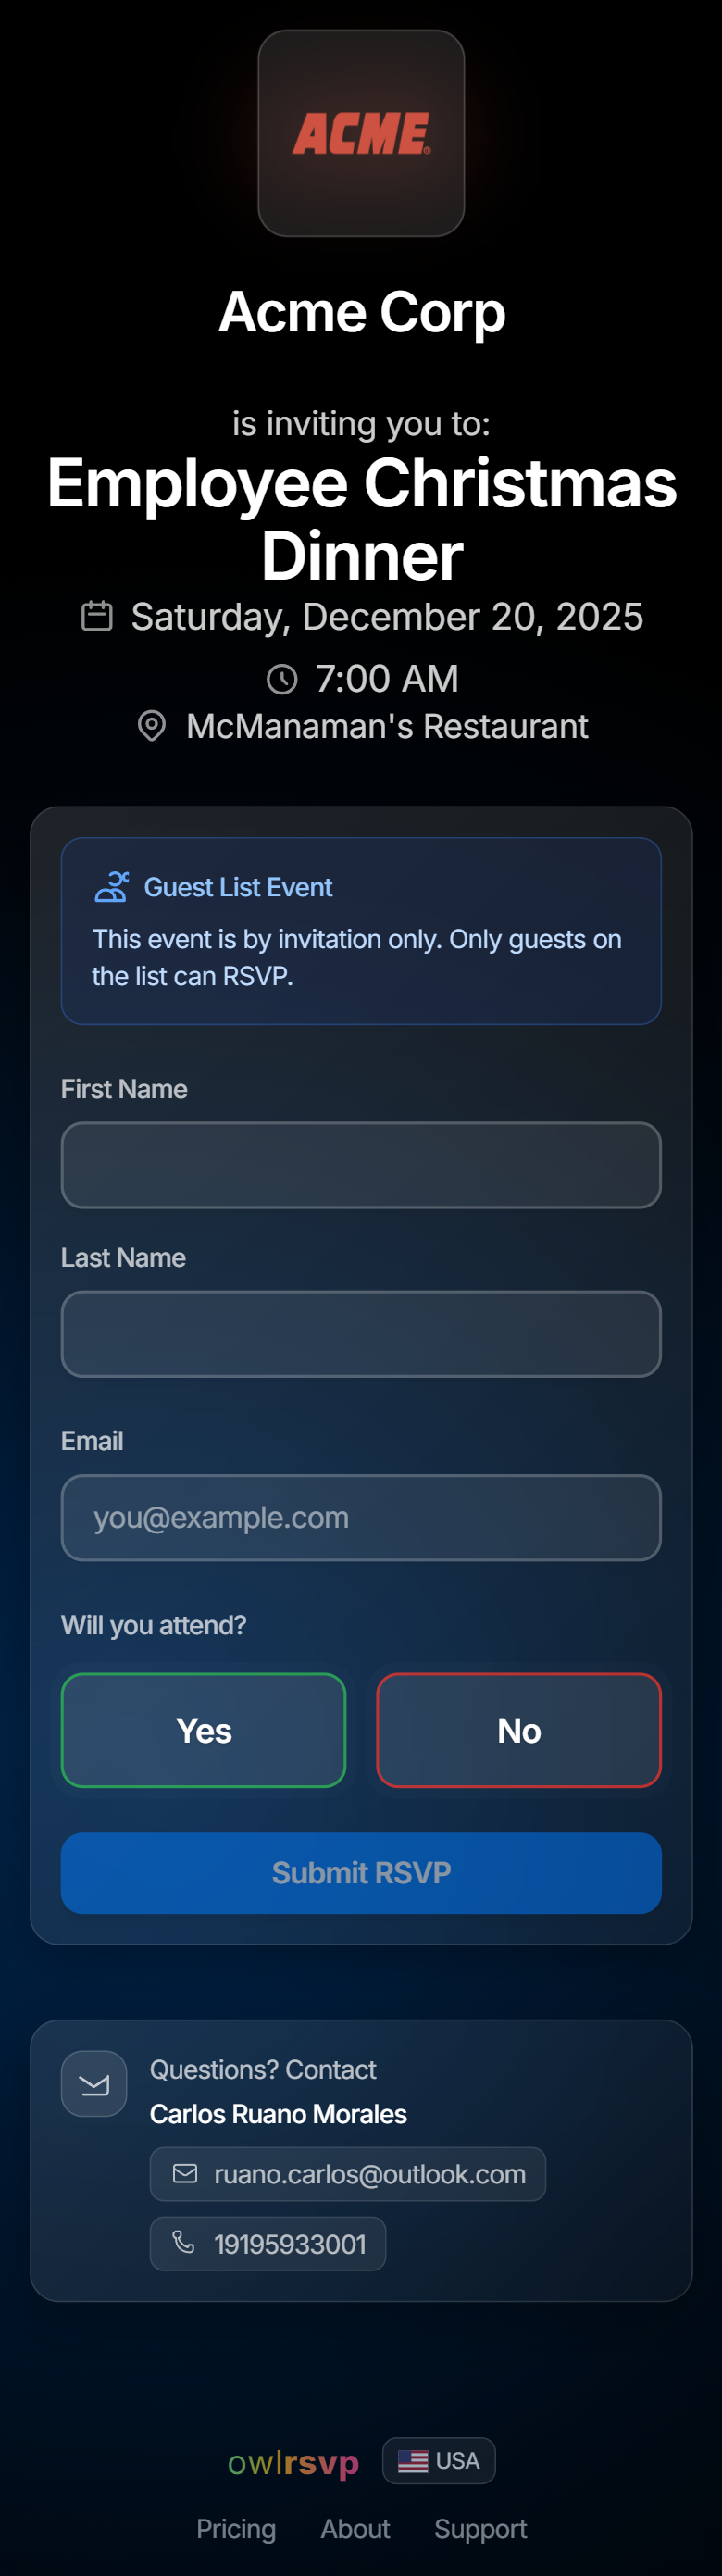 ACME
Acme Corp
is inviting you to:
Employee Christmas
Dinner
Saturday, December 20, 2025
7:00 AM
McManaman's Restaurant
Guest List Event
This event is by invitation only. Only guests on
the list can RSVP.
First Name
Last Name
Email
you@example.com
Will you attend?
Yes
No
Submit RSVP
Questions? Contact
Carlos Ruano Morales
ruano.carlos@outlook.com
19195933001
owlrsvp
USA
Pricing
About
Support